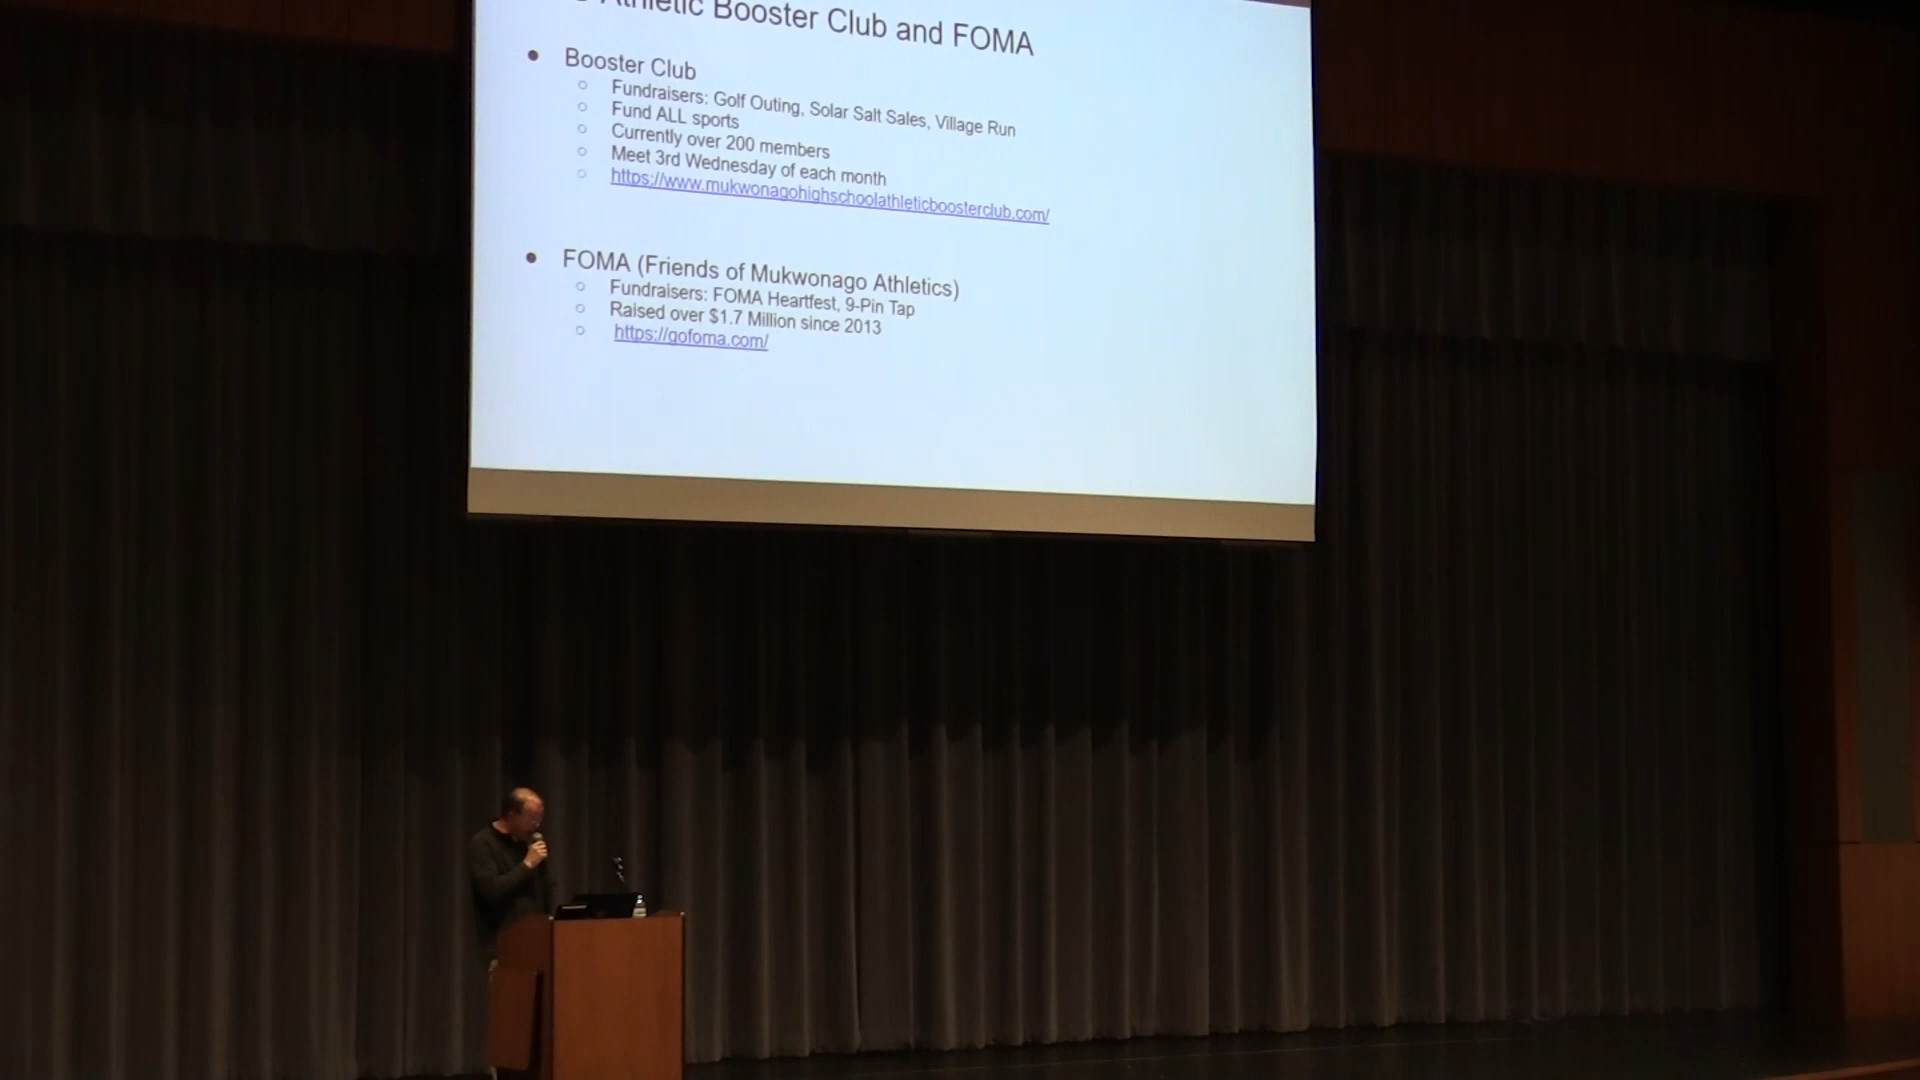 Athletic Booster Club and FOMA
Booster Club
Fundraisers: Golf Outing, Solar Salt Sales, Village Run
Fund ALL sports
Currently over 200 members
Meet 3rd Wednesday of each month
https://www.mukwonagohighschoolathleticboosterclub.com/
FOMA (Friends of Mukwonago Athletics)
Fundraisers: FOMA Heartfest, 9-Pin Tap
Raised over $1.7 Million since 2013
https://gofoma.com/